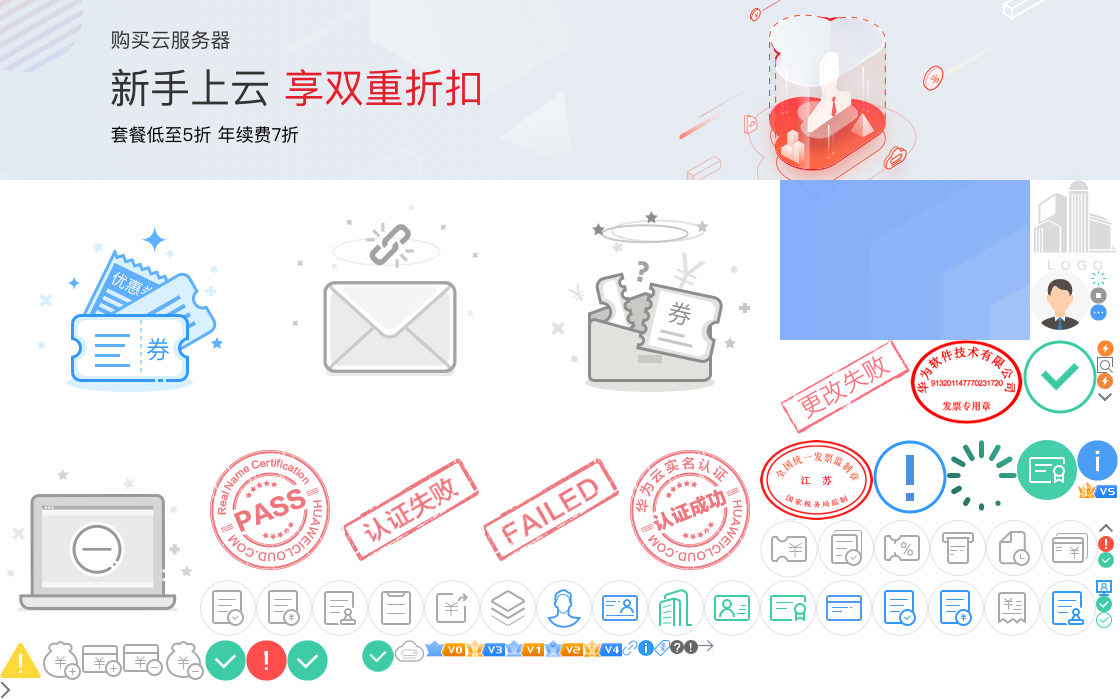 购买云服务器
新手上云 享双重折扣
套餐低至5折 年续费7折
优惠券
券
?
券
LOGO
更改失败
华为软件技术有限公司
913201147770231720
发票专用章
Real Name Certification
PASS
HUAWEICLOUD.COM
认证失败
FAILED
华为云实名认证
认证成功
HUAWEICLOUD.COM
全国统一发票监制章
江 苏
国家税务局监制
V5
V0
V3
V1
V2
V4